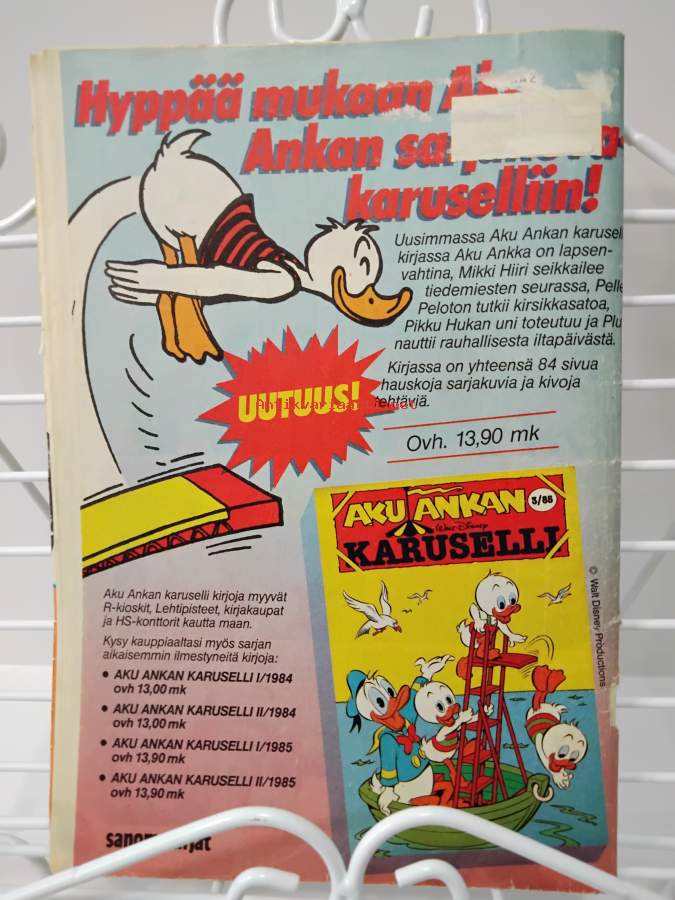 Hyppää mukaan
Ankan
karuselliin!
Uusimmassa Aku Ankan
kirjassa Aku Ankka on lapsen-
vahtina, Mikki Hiiri seikkailee
tiedemiesten seurassa,
Peloton tutkii kirsikkasatoa,
Pikku Hukan uni toteutuu ja
nauttii rauhallisesta iltapäivästä.
Kirjassa on yhteensä 84 sivua
hauskoja sarjakuvia ja kivoja
tehtäviä.
UUTUUS!
Ovh. 13,90 mk
AKU ANKAN 3/85
Walt Disney
KARUSELLI
© Walt Disney Productions
Aku Ankan karuselli kirjoja myyvät
R-kioskit, Lehtipisteet, kirjakaupat
ja HS-konttorit kautta maan.
Kysy kauppiaaltasi myös sarjan
aikaisemmin ilmestyneitä kirjoja:
• AKU ANKAN KARUSELLI I/1984
ovh 13,00 mk
• AKU ANKAN KARUSELLI II/1984
ovh 13,00 mk
• AKU ANKAN KARUSELLI I/1985
ovh 13,90 mk
• AKU ANKAN KARUSELLI II/1985
ovh 13,90 mk